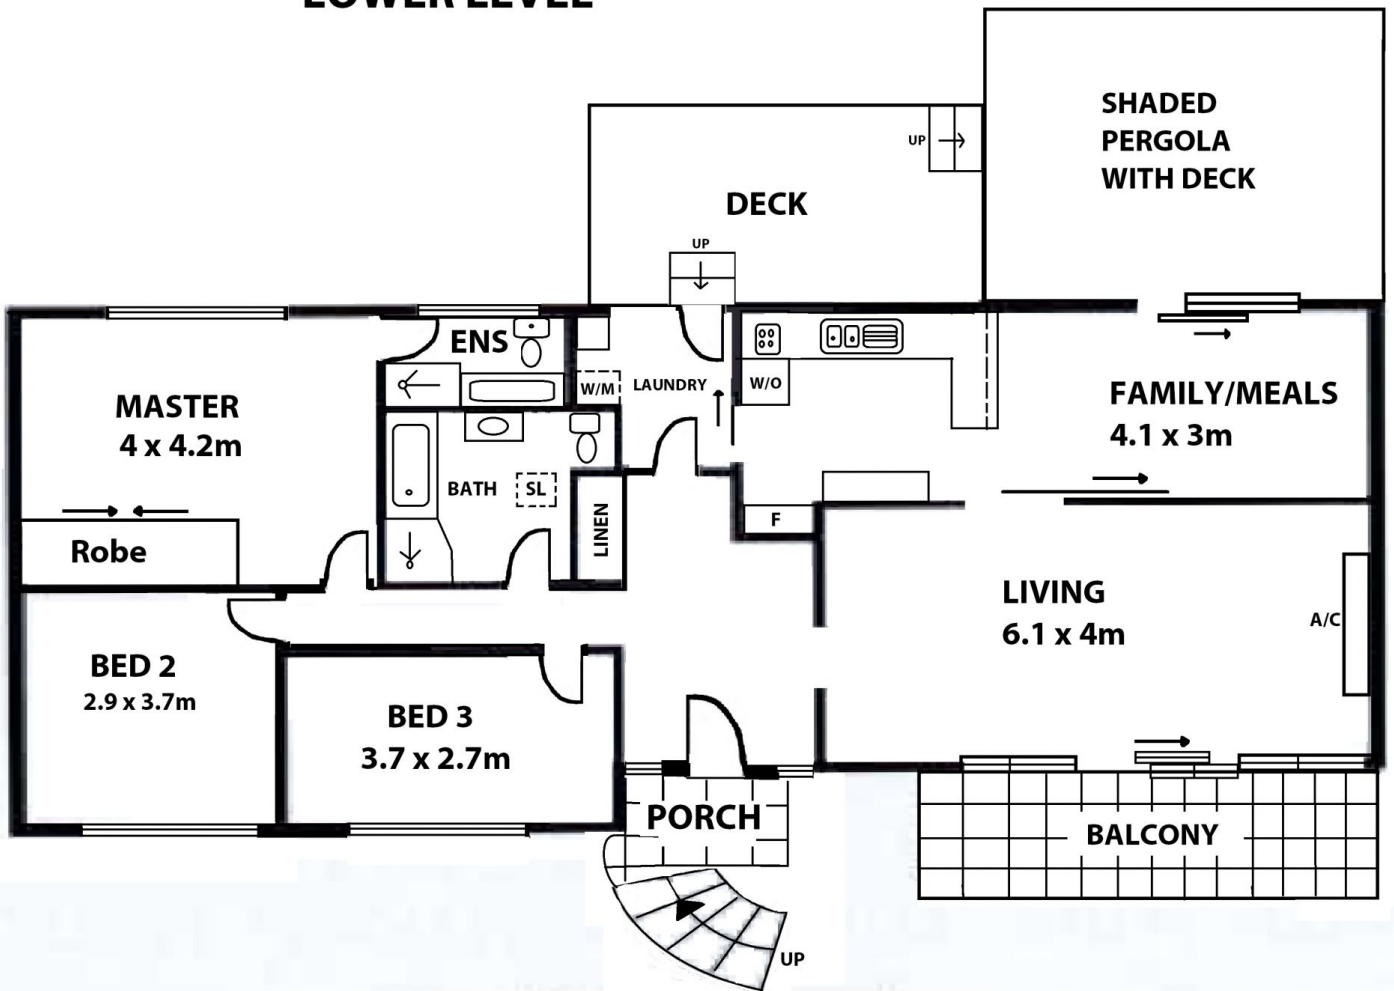 LOWER LEVEL
SHADED
PERGOLA
WITH DECK
UP
DECK
UP
ENS
W/M
LAUNDRY
W/O
MASTER
4 x 4.2m
FAMILY/MEALS
4.1 x 3m
BATH
SL
LINEN
F
Robe
LIVING
6.1 x 4m
A/C
BED 2
2.9 x 3.7m
BED 3
3.7 x 2.7m
PORCH
BALCONY
UP